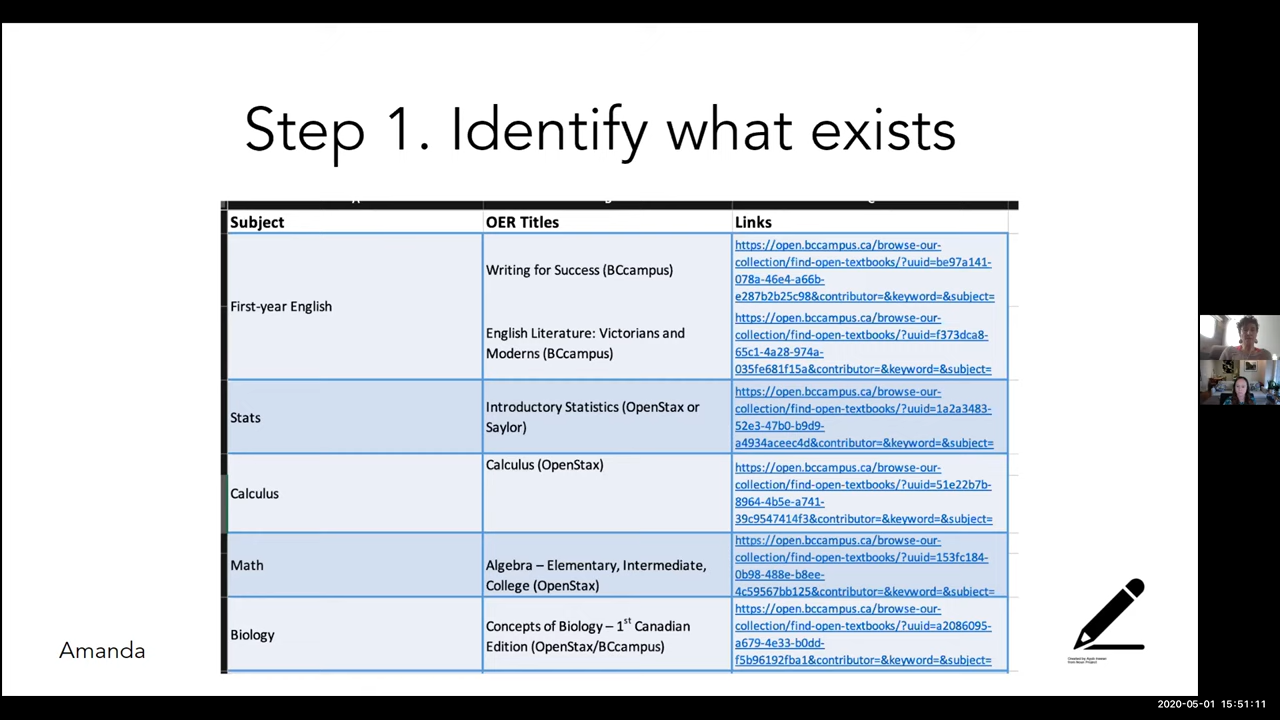 Step 1. Identify what exists
Subject
OER Titles
Links
First-year English
Writing for Success (BCcampus)
https://open.bccampus.ca/browse-our-
collection/find-open-textbooks/?uuid=be97a141-
078a-46e4-a66b-
e287b2b25c98&contributor=&keyword=&subject=
English Literature: Victorians and
Moderns (BCcampus)
https://open.bccampus.ca/browse-our-
collection/find-open-textbooks/?uuid=f373dca8-
65c1-4a28-974a-
035fe681f15a&contributor=&keyword=&subject=
Stats
Introductory Statistics (OpenStax or
Saylor)
https://open.bccampus.ca/browse-our-
collection/find-open-textbooks/?uuid=1a2a3483-
52e3-47b0-b9d9-
a4934aceec4d&contributor=&keyword=&subject=
Calculus
Calculus (OpenStax)
https://open.bccampus.ca/browse-our-
collection/find-open-textbooks/?uuid=51e22b7b-
8964-4b5e-a741-
39c9547414f3&contributor=&keyword=&subject=
Math
Algebra – Elementary, Intermediate,
College (OpenStax)
https://open.bccampus.ca/browse-our-
collection/find-open-textbooks/?uuid=153fc184-
0b98-488e-b8ee-
4c59567bb125&contributor=&keyword=&subject=
Biology
Concepts of Biology – 1st Canadian
Edition (OpenStax/BCcampus)
https://open.bccampus.ca/browse-our-
collection/find-open-textbooks/?uuid=a2086095-
a679-4e33-b0dd-
f5b96192fba1&contributor=&keyword=&subject=
Amanda
from Noun Project
2020-05-01 15:51:11